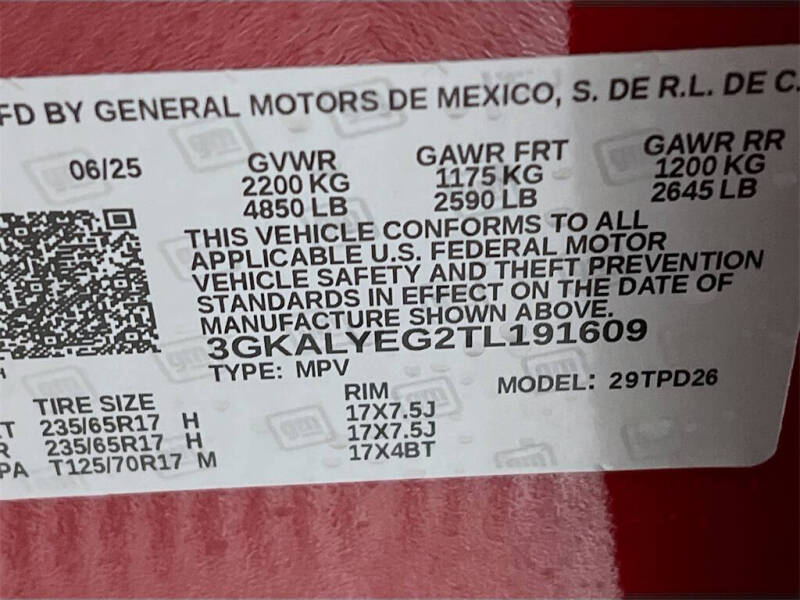 FD BY GENERAL MOTORS DE MEXICO, S. DE R.L. DE C.
06/25 GVWR GAWR FRT GAWR RR
2200 KG 1175 KG 1200 KG
4850 LB 2590 LB 2645 LB
THIS VEHICLE CONFORMS TO ALL
APPLICABLE U.S. FEDERAL MOTOR
VEHICLE SAFETY AND THEFT PREVENTION
STANDARDS IN EFFECT ON THE DATE OF
MANUFACTURE SHOWN ABOVE.
3GKALYEG2TL191609
TYPE: MPV MODEL: 29TPD26
TIRE SIZE RIM
T 235/65R17 H 17X7.5J
R 235/65R17 H 17X7.5J
PA T125/70R17 M 17X4BT